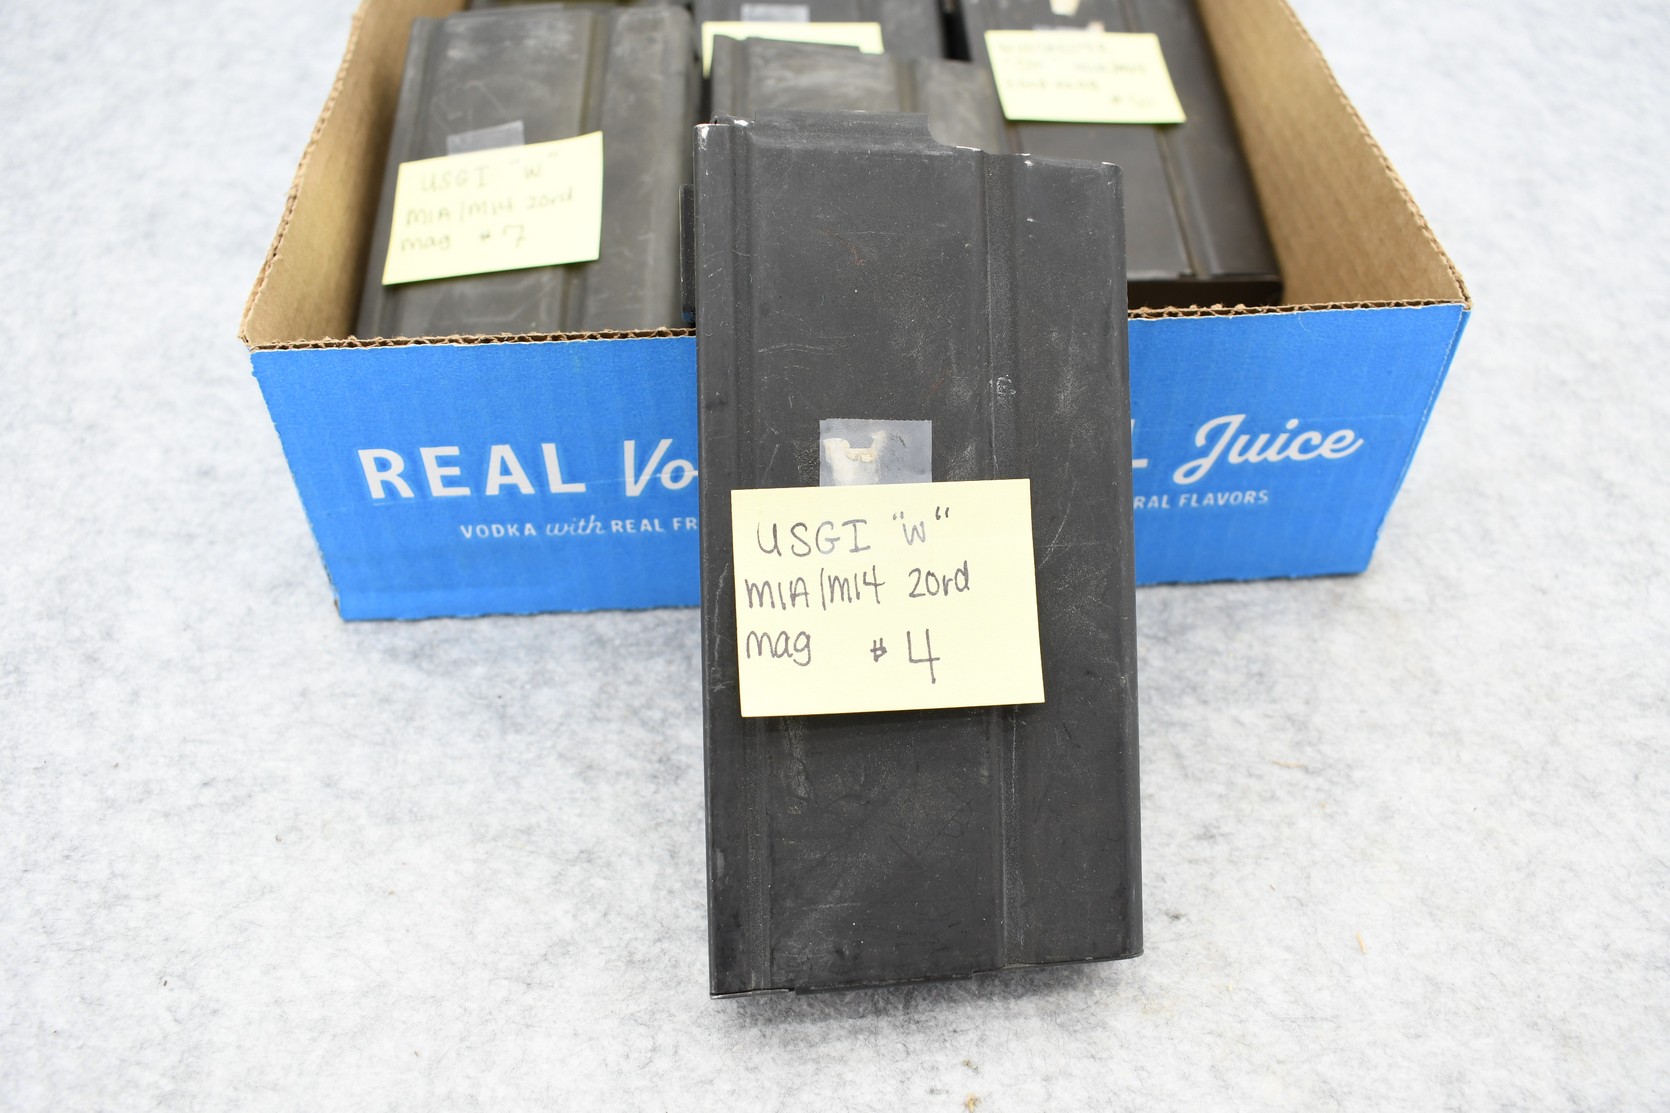 USGI "W"
M1A/M14 20rd
mag #7
USGI "W"
M1A/M14 20rd
mag #4
REAL Vo
VODKA with REAL FR
Juice
RAL FLAVORS